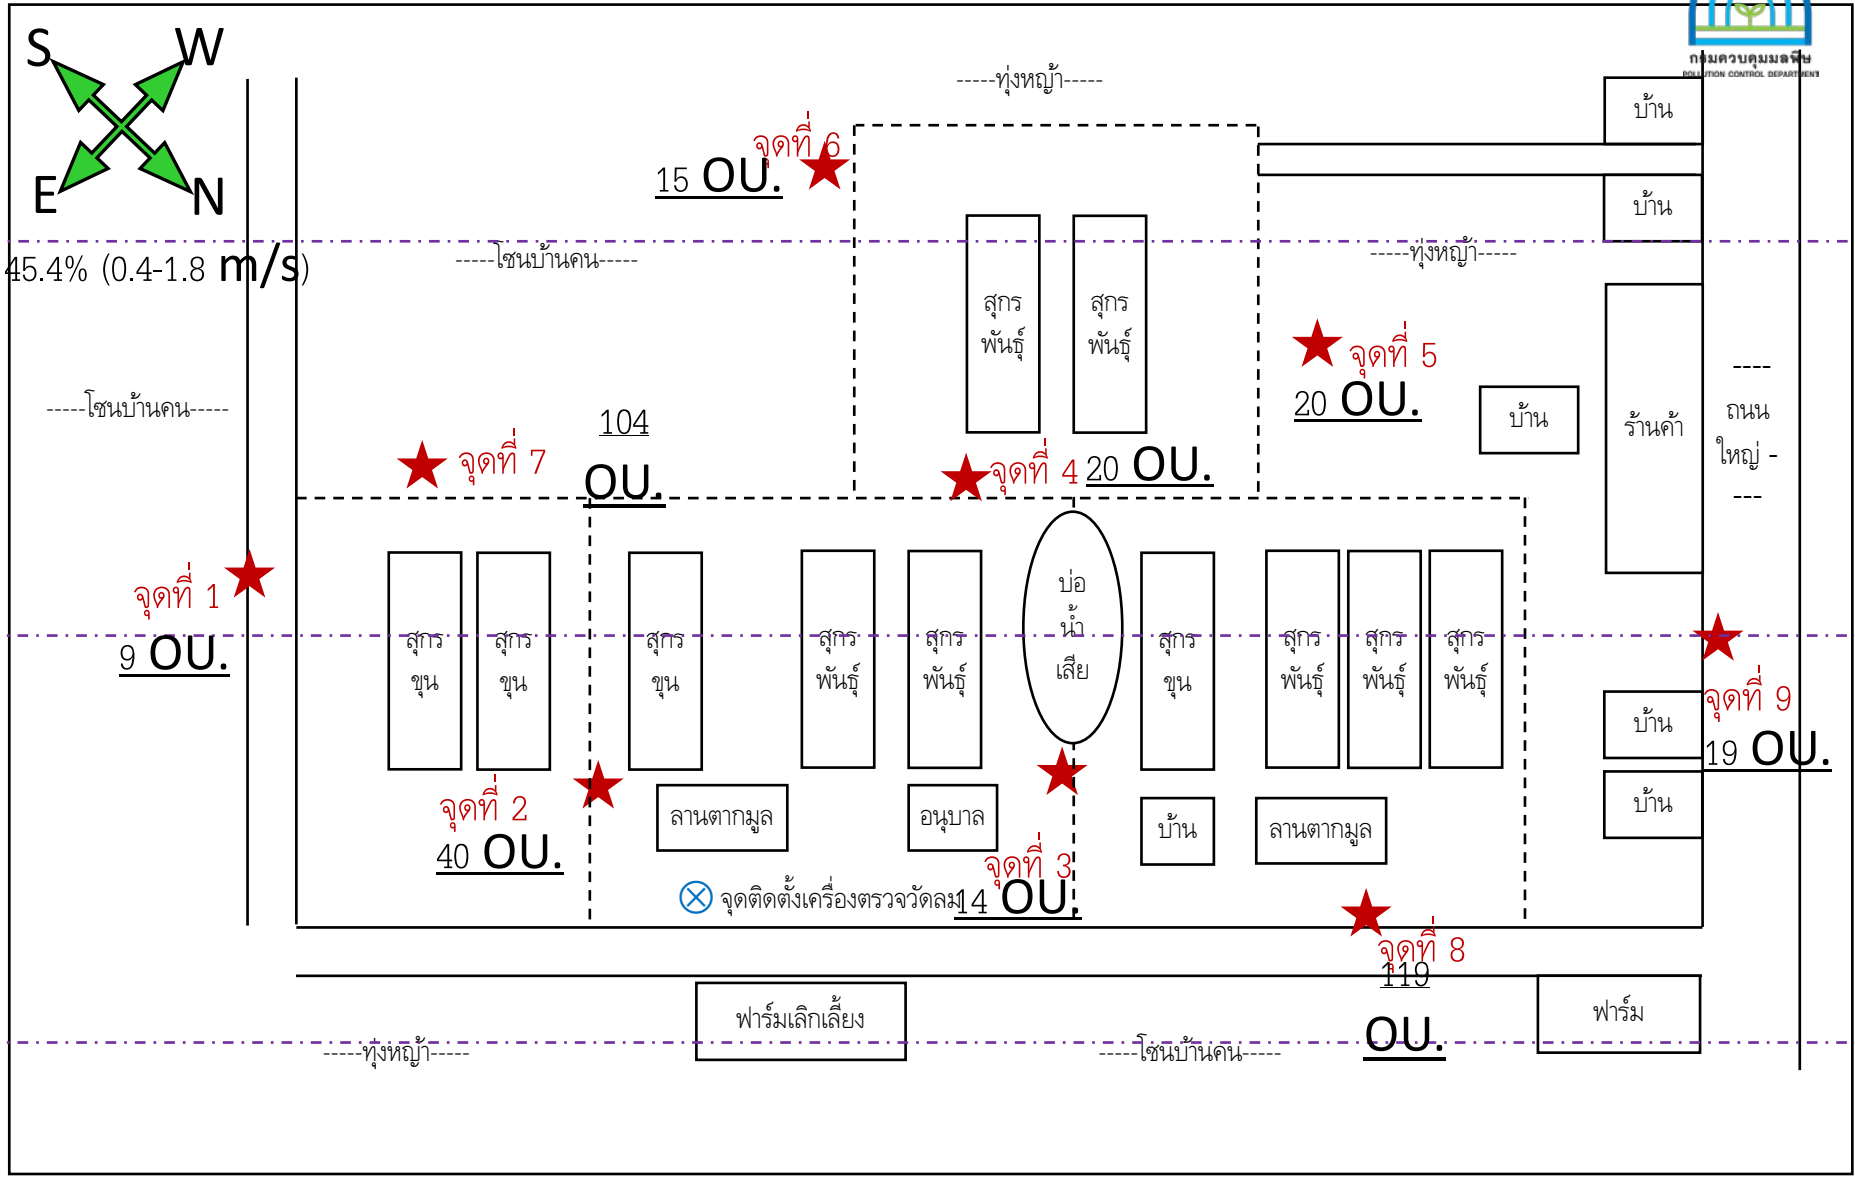 กรมควบคุมมลพิษ
POLLUTION CONTROL DEPARTMENT
S
W
E
N
-----ทุ่งหญ้า-----
บ้าน
จุดที่ 6
15 OU.
บ้าน
45.4% (0.4-1.8 m/s)
-----โซนบ้านคน-----
-----ทุ่งหญ้า-----
สุกร
พันธุ์
สุกร
พันธุ์
จุดที่ 5
20 OU.
-----โซนบ้านคน-----
บ้าน
ร้านค้า
----
ถนน
ใหญ่ -
---
104
OU.
จุดที่ 7
จุดที่ 4
20 OU.
จุดที่ 1
9 OU.
สุกร
ขุน
สุกร
ขุน
สุกร
ขุน
สุกร
พันธุ์
สุกร
พันธุ์
บ่อ
น้ำ
เสีย
สุกร
ขุน
สุกร
พันธุ์
สุกร
พันธุ์
สุกร
พันธุ์
จุดที่ 9
19 OU.
บ้าน
บ้าน
จุดที่ 2
40 OU.
ลานตากมูล
อนุบาล
บ้าน
ลานตากมูล
จุดที่ 3
14 OU.
จุดติดตั้งเครื่องตรวจวัดลม
จุดที่ 8
119
OU.
ฟาร์มเลิกเลี้ยง
ฟาร์ม
-----ทุ่งหญ้า-----
-----โซนบ้านคน-----